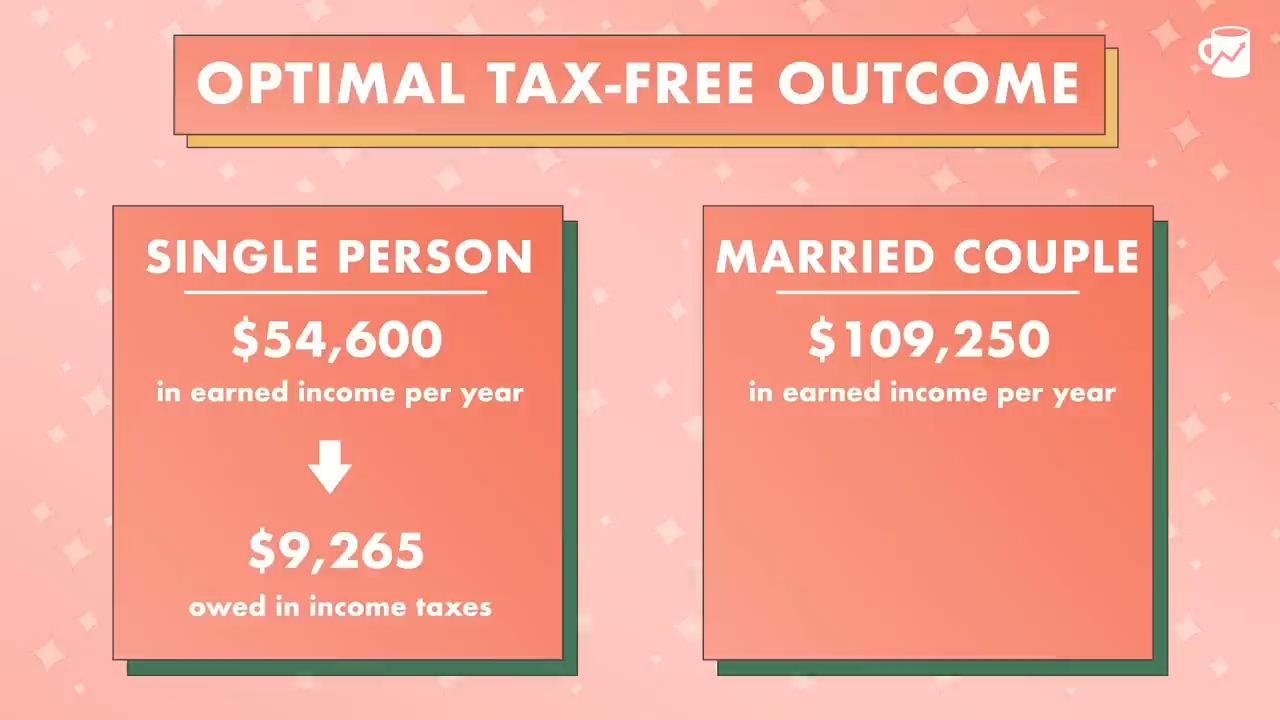 OPTIMAL TAX-FREE OUTCOME
SINGLE PERSON
$54,600
in earned income per year
$9,265
owed in income taxes
MARRIED COUPLE
$109,250
in earned income per year